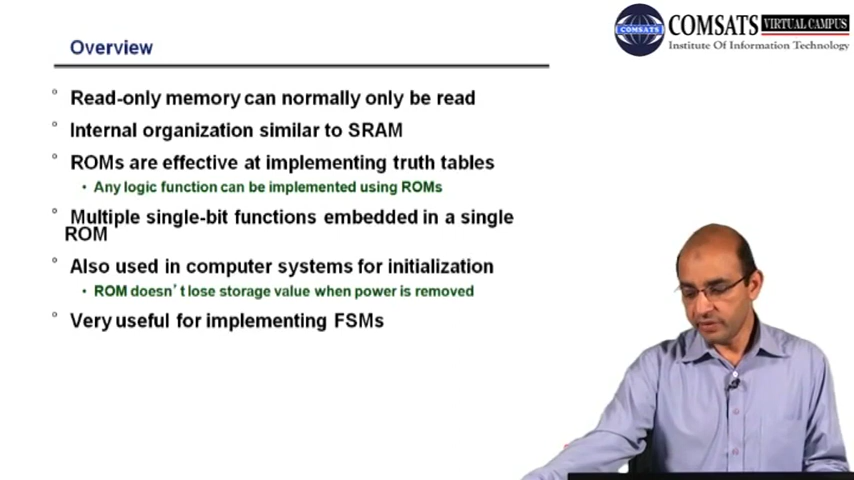 COMSATS VIRTUAL CAMPUS
Institute Of Information Technology
COMSATS
Overview
° Read-only memory can normally only be read
° Internal organization similar to SRAM
° ROMs are effective at implementing truth tables
• Any logic function can be implemented using ROMs
° Multiple single-bit functions embedded in a single
ROM
° Also used in computer systems for initialization
• ROM doesn’t lose storage value when power is removed
° Very useful for implementing FSMs